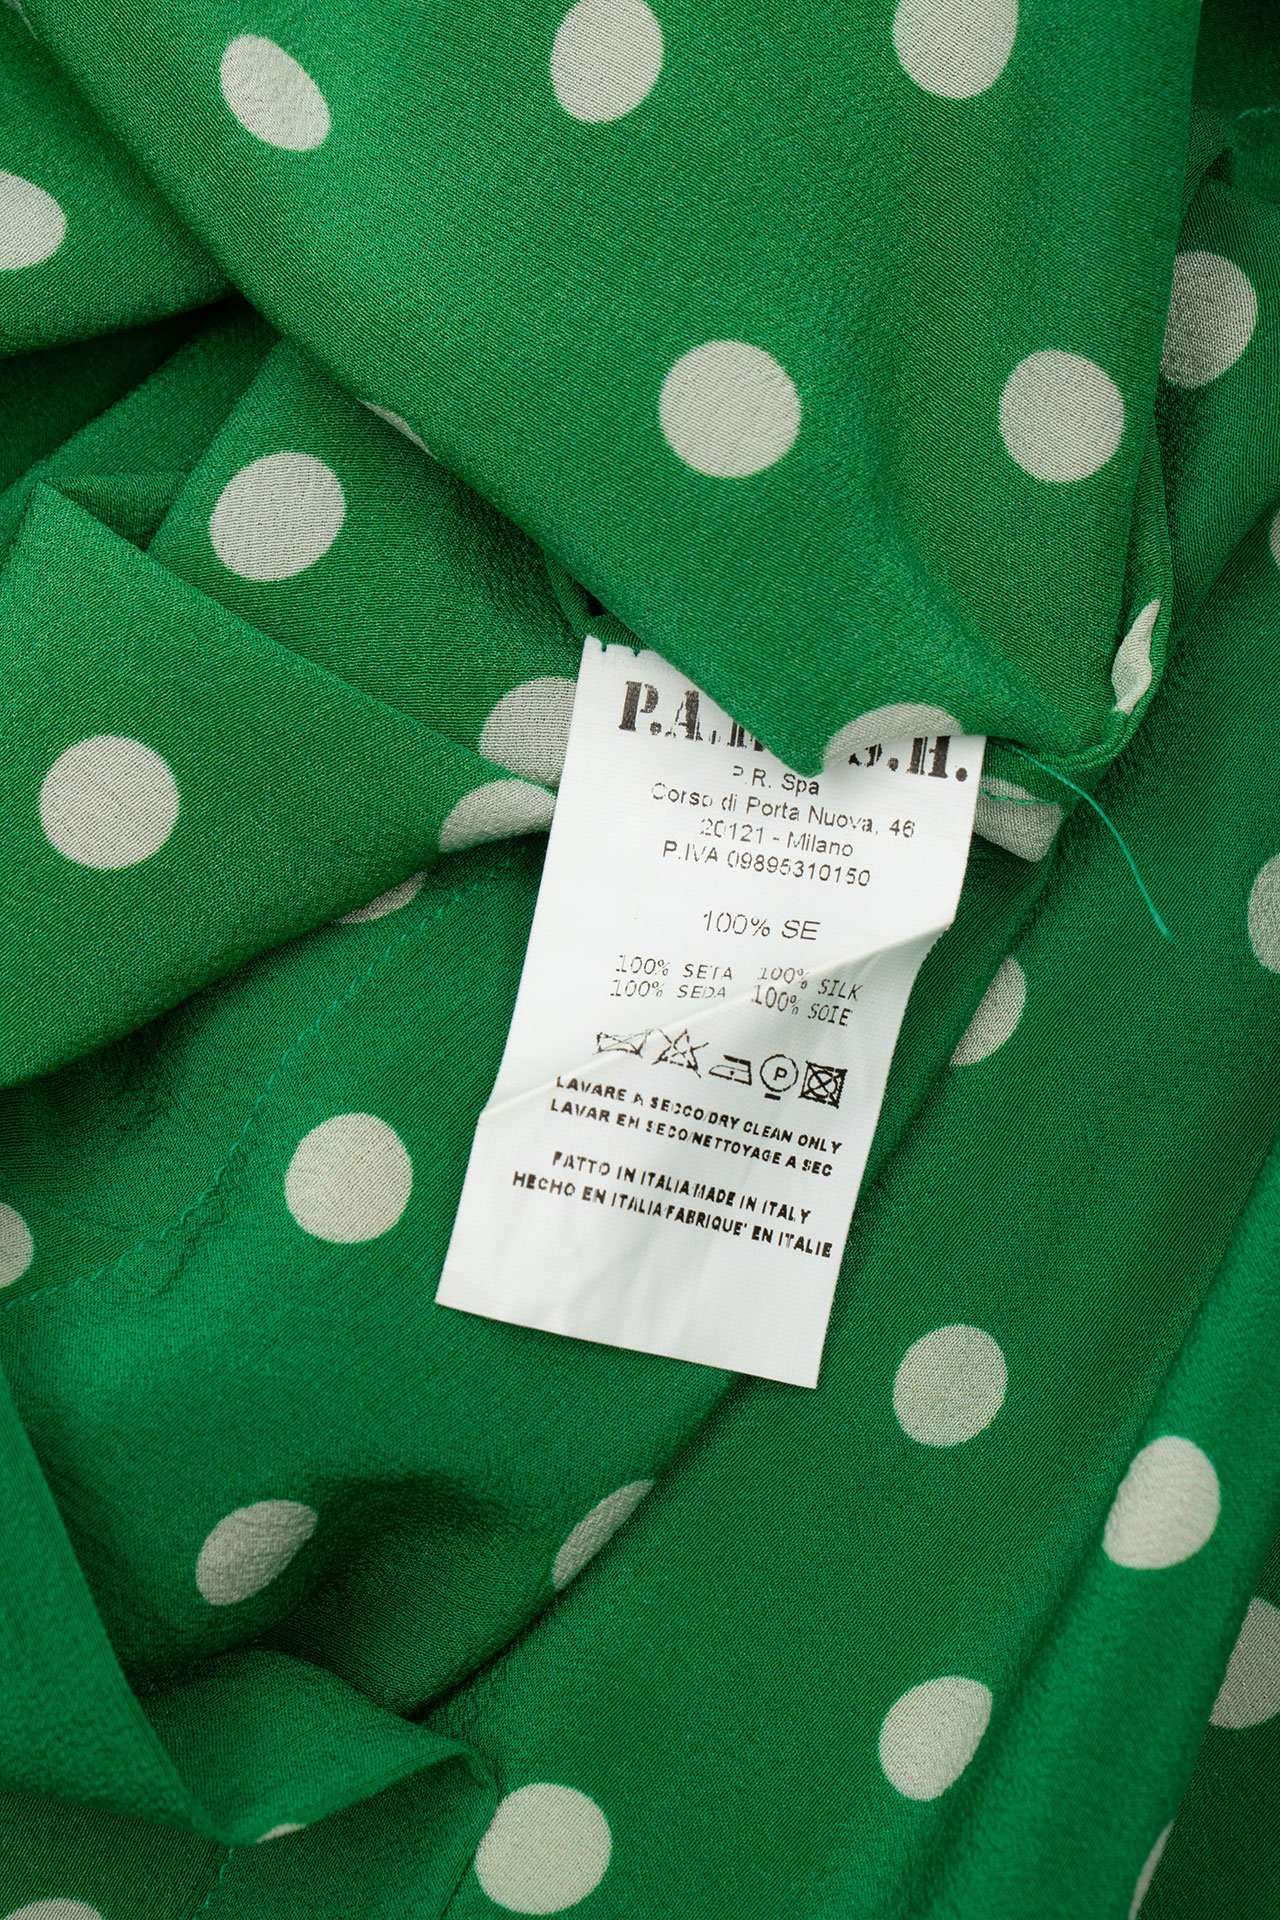 P.R. Spa
Corso di Porta Nuova, 46
20121 - Milano
P.IVA 09895310150
100% SE
100% SETA 100% SILK
100% SEDA 100% SOIE
P
LAVARE A SECCO/DRY CLEAN ONLY
LAVAR EN SECO/NETTOYAGE A SEC
FATTO IN ITALIA/MADE IN ITALY
HECHO EN ITALIA/FABRIQUE' EN ITALIE